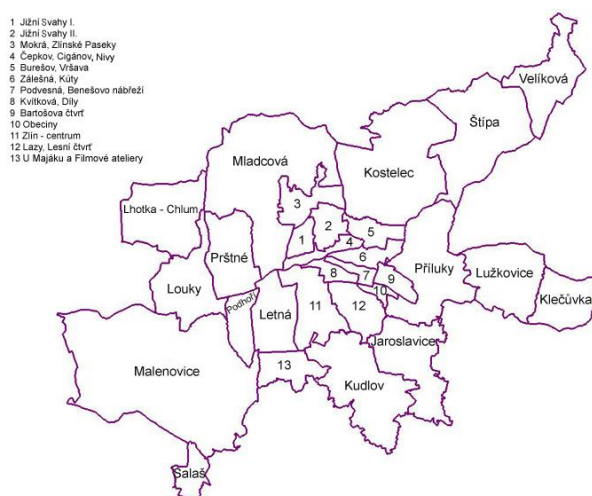 1 Jižní Svahy I.
2 Jižní Svahy II.
3 Mokrá, Zlínské Paseky
4 Čepkov, Cigánov, Nivy
5 Burešov, Vršava
6 Zálešná, Kúty
7 Podvesná, Benešovo nábřeží
8 Kvítková, Díly
9 Bartošova čtvrť
10 Obeciny
11 Zlín - centrum
12 Lazy, Lesní čtvrť
13 U Majáku a Filmové ateliery
Velíková
Štípa
Mladcová
Kostelec
3
Lhotka - Chlum
2
5
1
4
Prštné
6
Příluky
8
7
9
Lužkovice
Louky
10
Klečůvka
Podhoří
Letná
11
12
Jaroslavice
13
Malenovice
Kudlov
Salaš